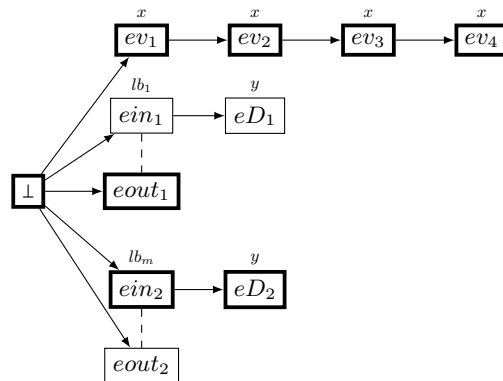 x x x x
ev₁ ev₂ ev₃ ev₄
lb₁ y
ein₁ eD₁
⊥ eout₁
lbₘ y
ein₂ eD₂
eout₂